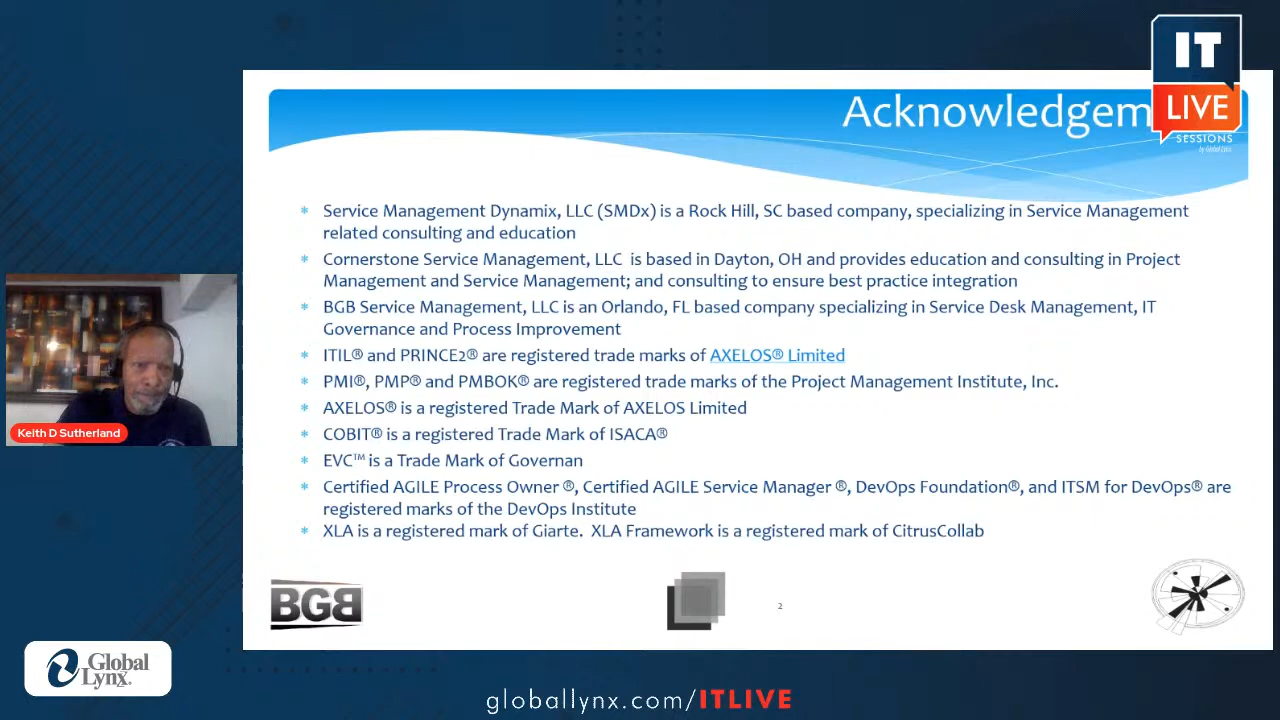 IT
LIVE
SESSIONS
by Global Lynx
Acknowledgem
Service Management Dynamix, LLC (SMDx) is a Rock Hill, SC based company, specializing in Service Management
related consulting and education
Cornerstone Service Management, LLC is based in Dayton, OH and provides education and consulting in Project
Management and Service Management; and consulting to ensure best practice integration
BGB Service Management, LLC is an Orlando, FL based company specializing in Service Desk Management, IT
Governance and Process Improvement
ITIL® and PRINCE2® are registered trade marks of AXELOS® Limited
PMI®, PMP® and PMBOK® are registered trade marks of the Project Management Institute, Inc.
AXELOS® is a registered Trade Mark of AXELOS Limited
COBIT® is a registered Trade Mark of ISACA®
EVC™ is a Trade Mark of Governan
Certified AGILE Process Owner ®, Certified AGILE Service Manager ®, DevOps Foundation®, and ITSM for DevOps® are
registered marks of the DevOps Institute
XLA is a registered mark of Giarte. XLA Framework is a registered mark of CitrusCollab
Keith D Sutherland
BGB
2
Global
Lynx®
globallynx.com/ITLIVE